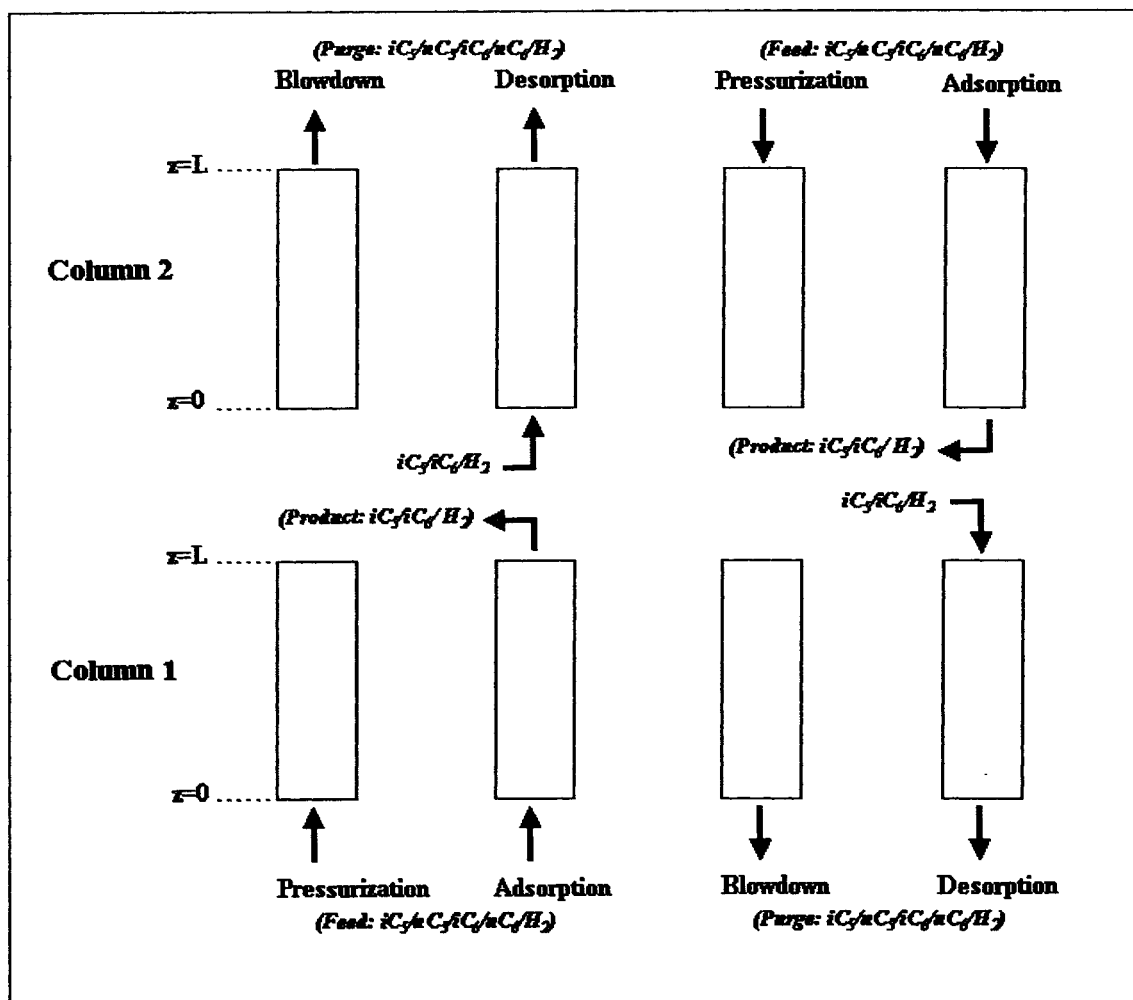 (Purge: iC5/nC5/iC6/nC6/H2) (Feed: iC5/nC5/iC6/nC6/H2)
Blowdown Desorption Pressurization Adsorption
z=L
Column 2
z=0
iC5/iC6/H2 (Product: iC5/iC6/H2)
(Product: iC5/iC6/H2) iC5/iC6/H2
z=L
Column 1
z=0
Pressurization Adsorption Blowdown Desorption
(Feed: iC5/nC5/iC6/nC6/H2) (Purge: iC5/nC5/iC6/nC6/H2)